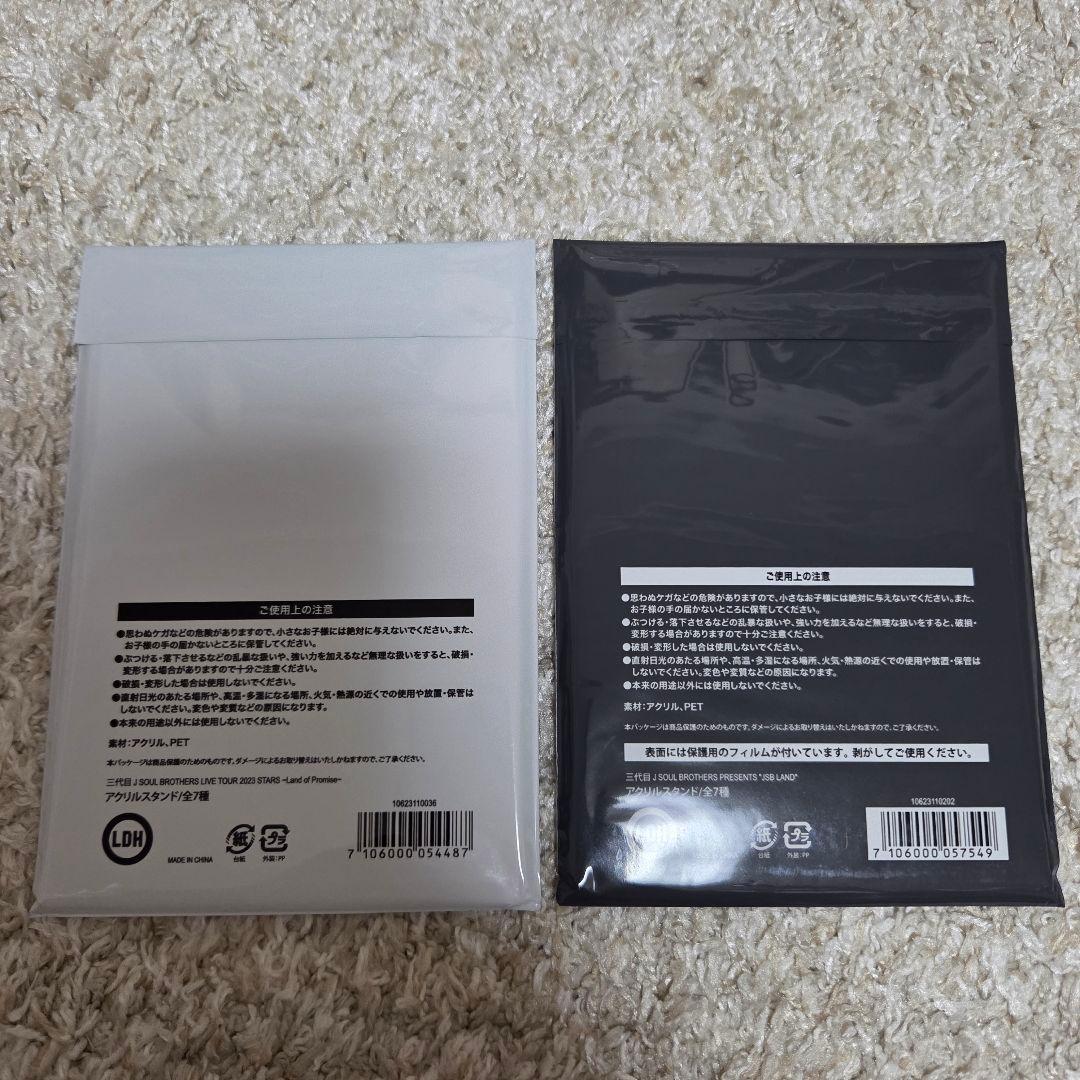 ご使用上の注意
●思わぬケガなどの危険がありますので、小さなお子様には絶対に与えないでください。また、
お子様の手の届かないところに保管してください。
●ぶつける・落下させるなどの乱暴な扱いや、強い力を加えるなど無理な扱いをすると、破損・
変形する場合がありますので十分ご注意ください。
●破損・変形した場合は使用しないでください。
●直射日光のあたる場所や、高温・多湿になる場所、火気・熱源の近くでの使用や放置・保管は
しないでください。変色や変質などの原因になります。
●本来の用途以外には使用しないでください。
素材：アクリル、PET
本パッケージは商品保護のためのものです。ダメージによるお取り替えはいたしかねますので、ご了承ください。
三代目 J SOUL BROTHERS LIVE TOUR 2023 STARS ~Land of Promise~
アクリルスタンド/全7種
LDH
MADE IN CHINA
紙
台紙
プラ
外装：PP
10623110036
7 106000 054487
ご使用上の注意
●思わぬケガなどの危険がありますので、小さなお子様には絶対に与えないでください。また、
お子様の手の届かないところに保管してください。
●ぶつける・落下させるなどの乱暴な扱いや、強い力を加えるなど無理な扱いをすると、破損・
変形する場合がありますので十分ご注意ください。
●破損・変形した場合は使用しないでください。
●直射日光のあたる場所や、高温・多湿になる場所、火気・熱源の近くでの使用や放置・保管は
しないでください。変色や変質などの原因になります。
●本来の用途以外には使用しないでください。
素材：アクリル、PET
本パッケージは商品保護のためのものです。ダメージによるお取り替えはいたしかねますので、ご了承ください。
表面には保護用のフィルムが付いています。剥がしてご使用ください。
三代目 J SOUL BROTHERS PRESENTS "JSB LAND"
アクリルスタンド/全7種
LDH
紙
台紙
プラ
外装：PP
10623110202
7 106000 057549